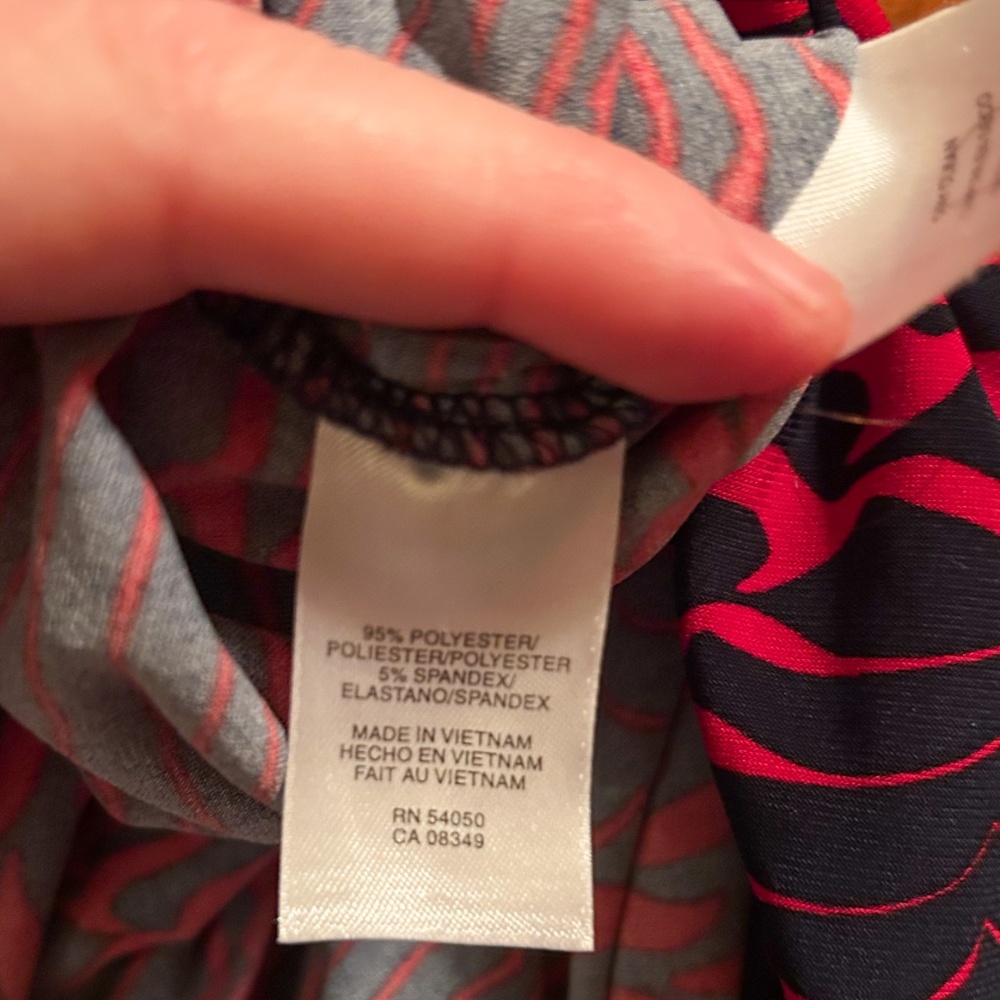 95% POLYESTER/
POLIESTER/POLYESTER
5% SPANDEX/
ELASTANO/SPANDEX
MADE IN VIETNAM
HECHO EN VIETNAM
FAIT AU VIETNAM
RN 54050
CA 08349